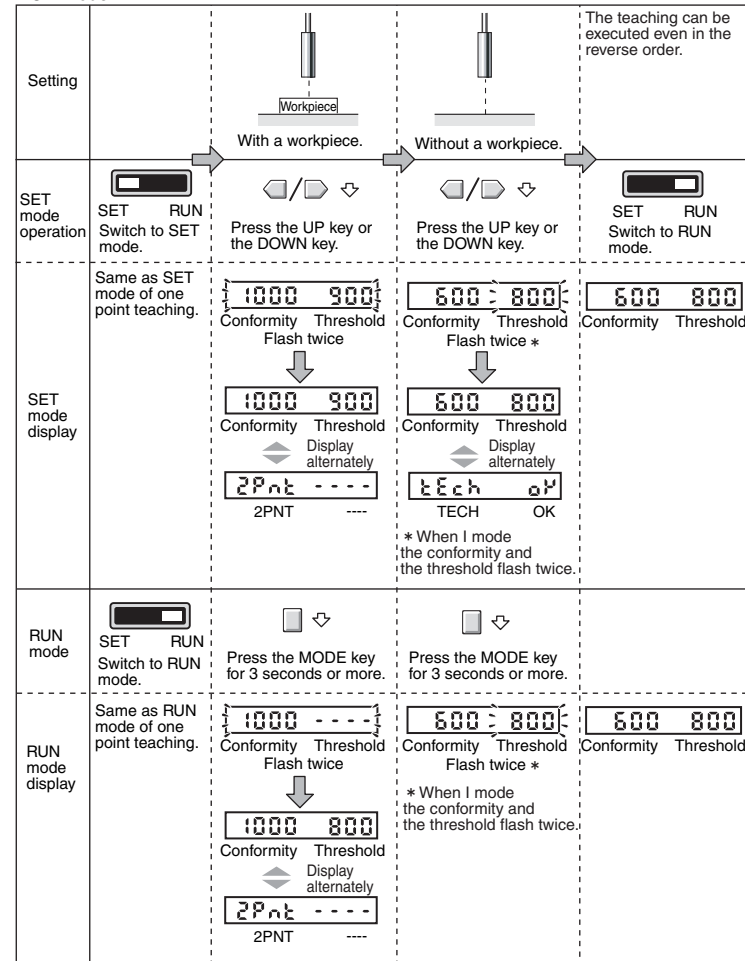 Setting
Workpiece
With a workpiece.
Without a workpiece.
The teaching can be
executed even in the
reverse order.
SET
mode
operation
SET RUN
Switch to SET
mode.
Press the UP key or
the DOWN key.
Press the UP key or
the DOWN key.
SET RUN
Switch to RUN
mode.
SET
mode
display
Same as SET
mode of one
point teaching.
1000 900
Conformity Threshold
Flash twice
1000 900
Conformity Threshold
Display
alternately
2Pnt ----
2PNT ----
600 800
Conformity Threshold
Flash twice *
600 800
Conformity Threshold
Display
alternately
tEch oK
TECH OK
* When I mode
the conformity and
the threshold flash twice.
600 800
Conformity Threshold
RUN
mode
SET RUN
Switch to RUN
mode.
Press the MODE key
for 3 seconds or more.
Press the MODE key
for 3 seconds or more.
RUN
mode
display
Same as RUN
mode of one
point teaching.
1000 ----
Conformity Threshold
Flash twice
1000 800
Conformity Threshold
Display
alternately
2Pnt ----
2PNT ----
600 800
Conformity Threshold
Flash twice *
* When I mode
the conformity and
the threshold flash twice.
600 800
Conformity Threshold